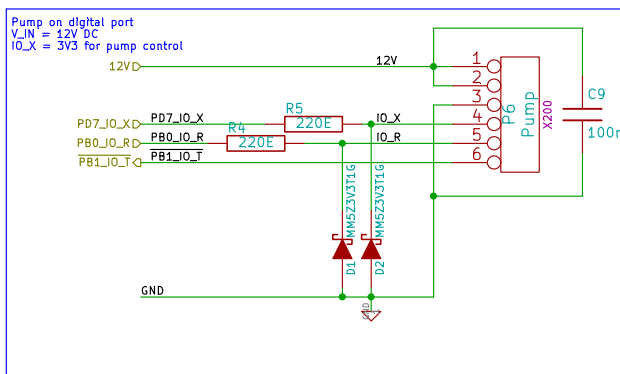 Pump on digital port
V_IN = 12V DC
IO_X = 3V3 for pump control
12V
12V
1
2
3
4
5
6
P6
Pump
X200
C9
100n
PD7_IO_X
PD7_IO_X
R5
220E
IO_X
PB0_IO_R
PB0_IO_R
R4
220E
IO_R
PB1_IO_T
PB1_IO_T
MM5Z3V3T1G
MM5Z3V3T1G
D1
D2
GND
GND